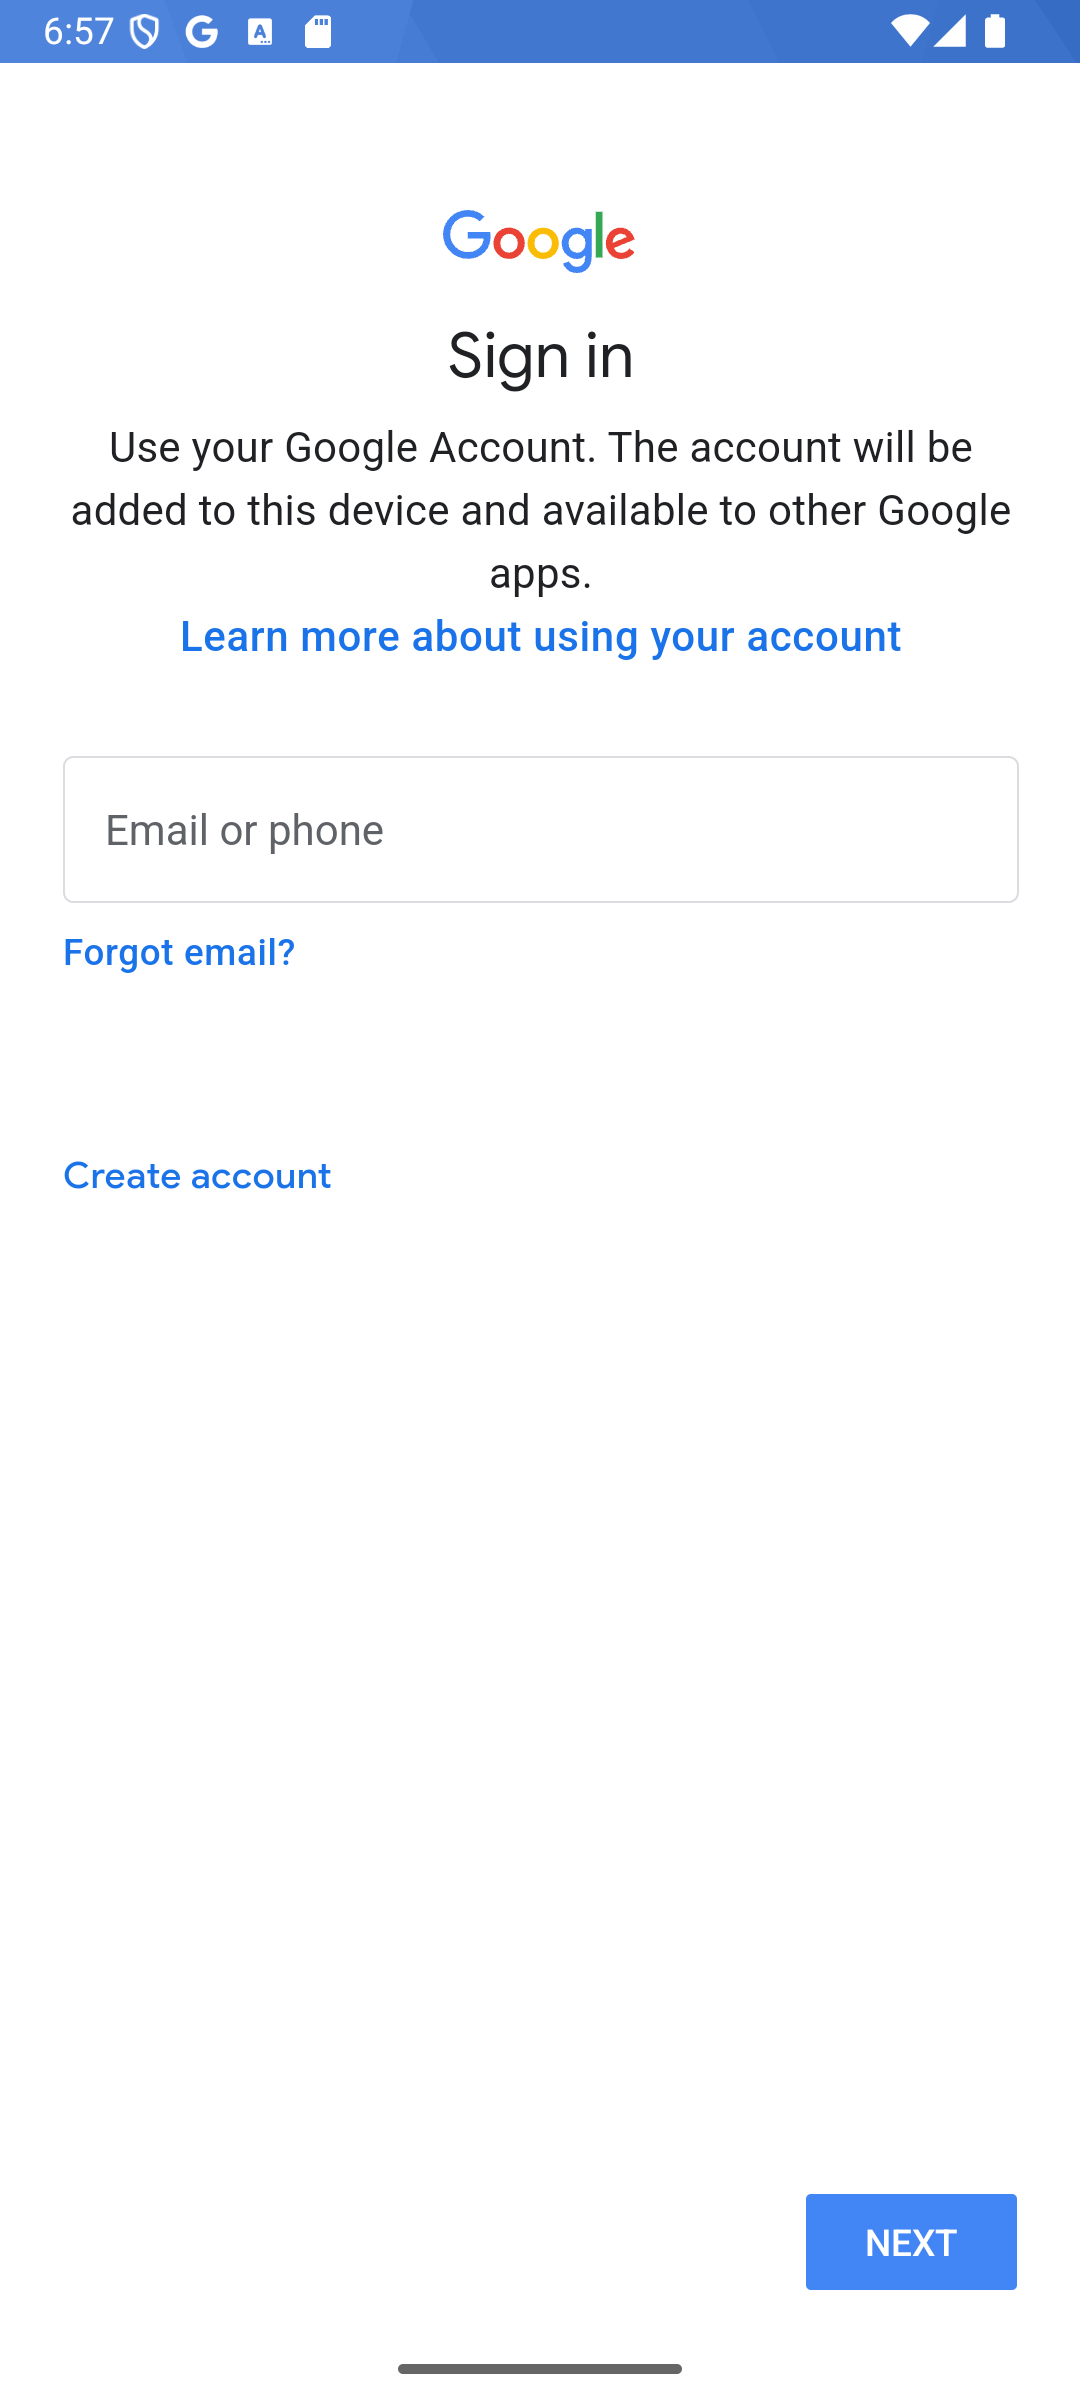 6:57
Google
Sign in
Use your Google Account. The account will be
added to this device and available to other Google
apps.
Learn more about using your account
Email or phone
Forgot email?
Create account
NEXT